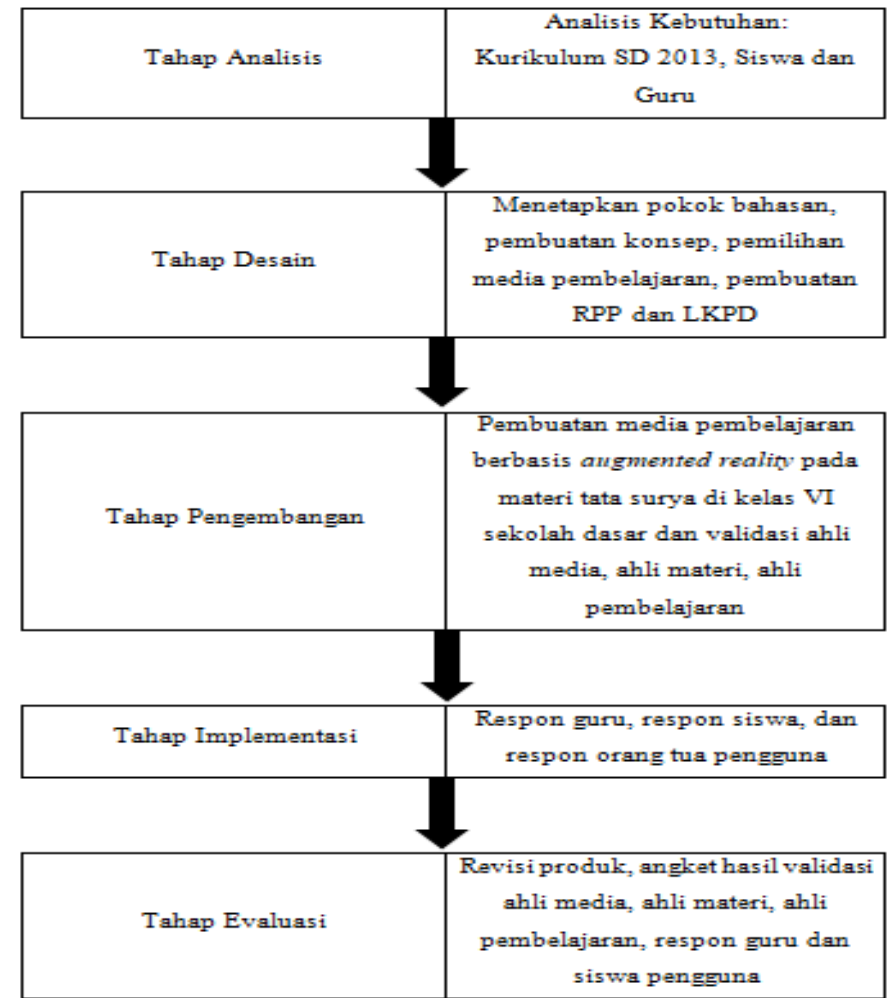 Tahap Analisis
Analisis Kebutuhan:
Kurikulum SD 2013, Siswa dan
Guru
Tahap Desain
Menetapkan pokok bahasan,
pembuatan konsep, pemilihan
media pembelajaran, pembuatan
RPP dan LKPD
Tahap Pengembangan
Pembuatan media pembelajaran
berbasis augmented reality pada
materi tata surya di kelas VI
sekolah dasar dan validasi ahli
media, ahli materi, ahli
pembelajaran
Tahap Implementasi
Respon guru, respon siswa, dan
respon orang tua pengguna
Tahap Evaluasi
Revisi produk, angket hasil validasi
ahli media, ahli materi, ahli
pembelajaran, respon guru dan
siswa pengguna